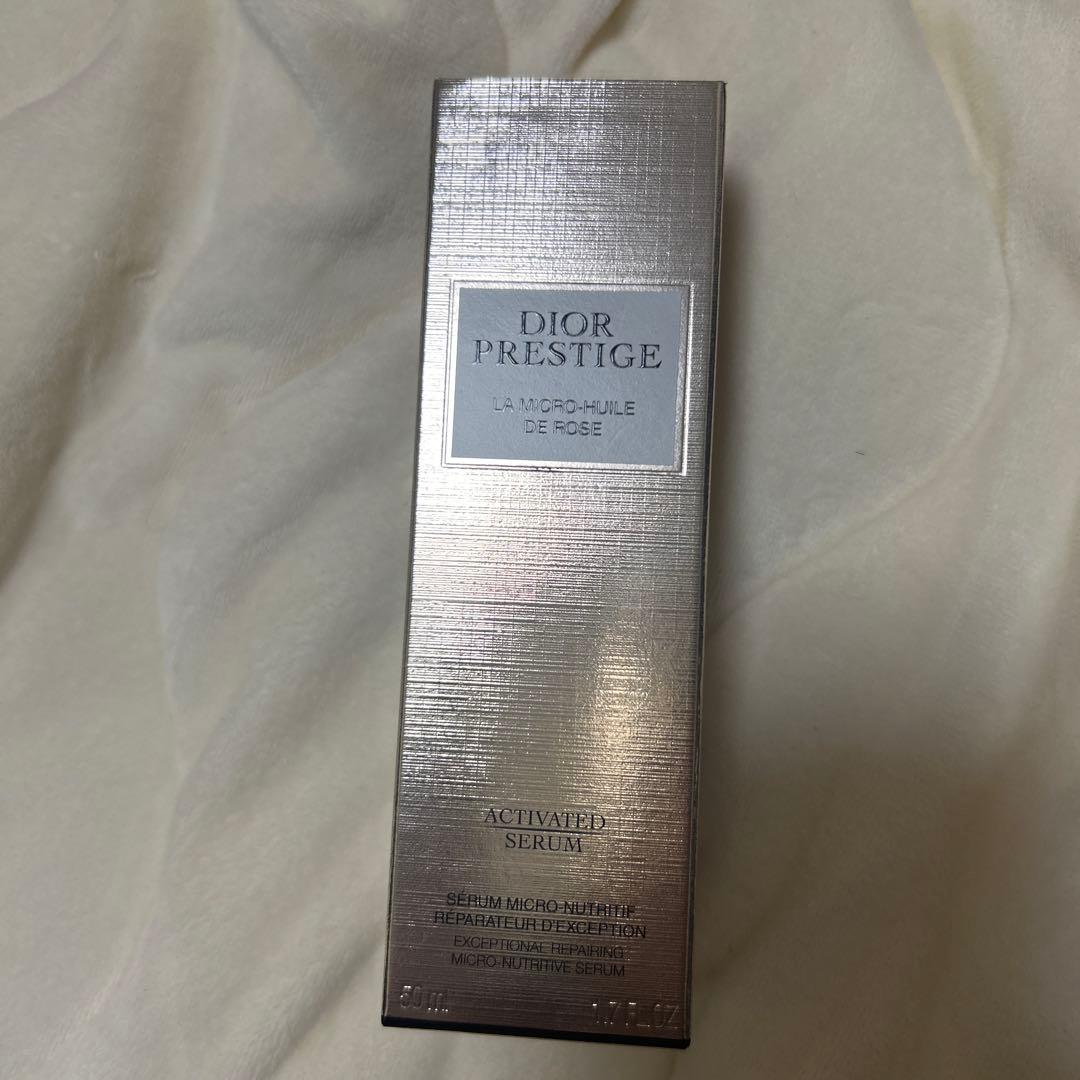 DIOR
PRESTIGE
LA MICRO-HUILE
DE ROSE
ACTIVATED
SERUM
SÉRUM MICRO-NUTRITIF
RÉPARATEUR D'EXCEPTION
EXCEPTIONAL REPAIRING
MICRO-NUTRITIVE SERUM
50 ml 1.7 FL OZ